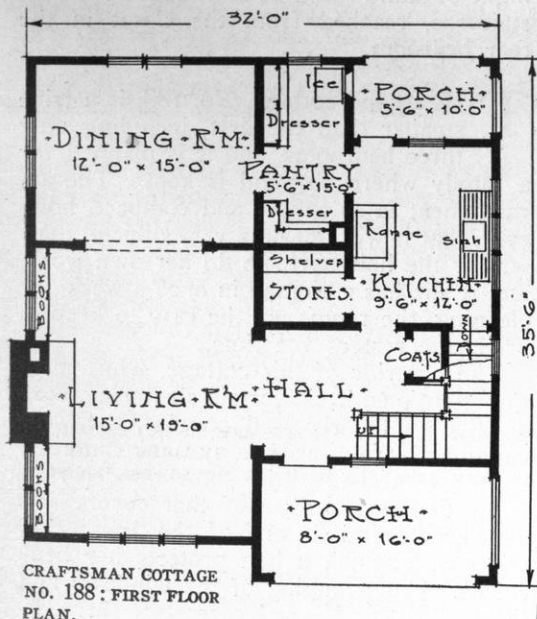 32'-0"
Ice
PORCH
5'-6" x 10'-0"
Dresser
DINING R'M.
12'-0" x 15'-0"
PANTRY
5'-6" x 15'-0"
Dresser
Range
Sink
Shelves
STORES.
KITCHEN
9'-6" x 12'-0"
35'-6"
BOOKS
DOWN
COATS
LIVING R'M
15'-0" x 19'-0"
HALL
UP
BOOKS
PORCH
8'-0" x 16'-0"
CRAFTSMAN COTTAGE
NO. 188: FIRST FLOOR
PLAN.